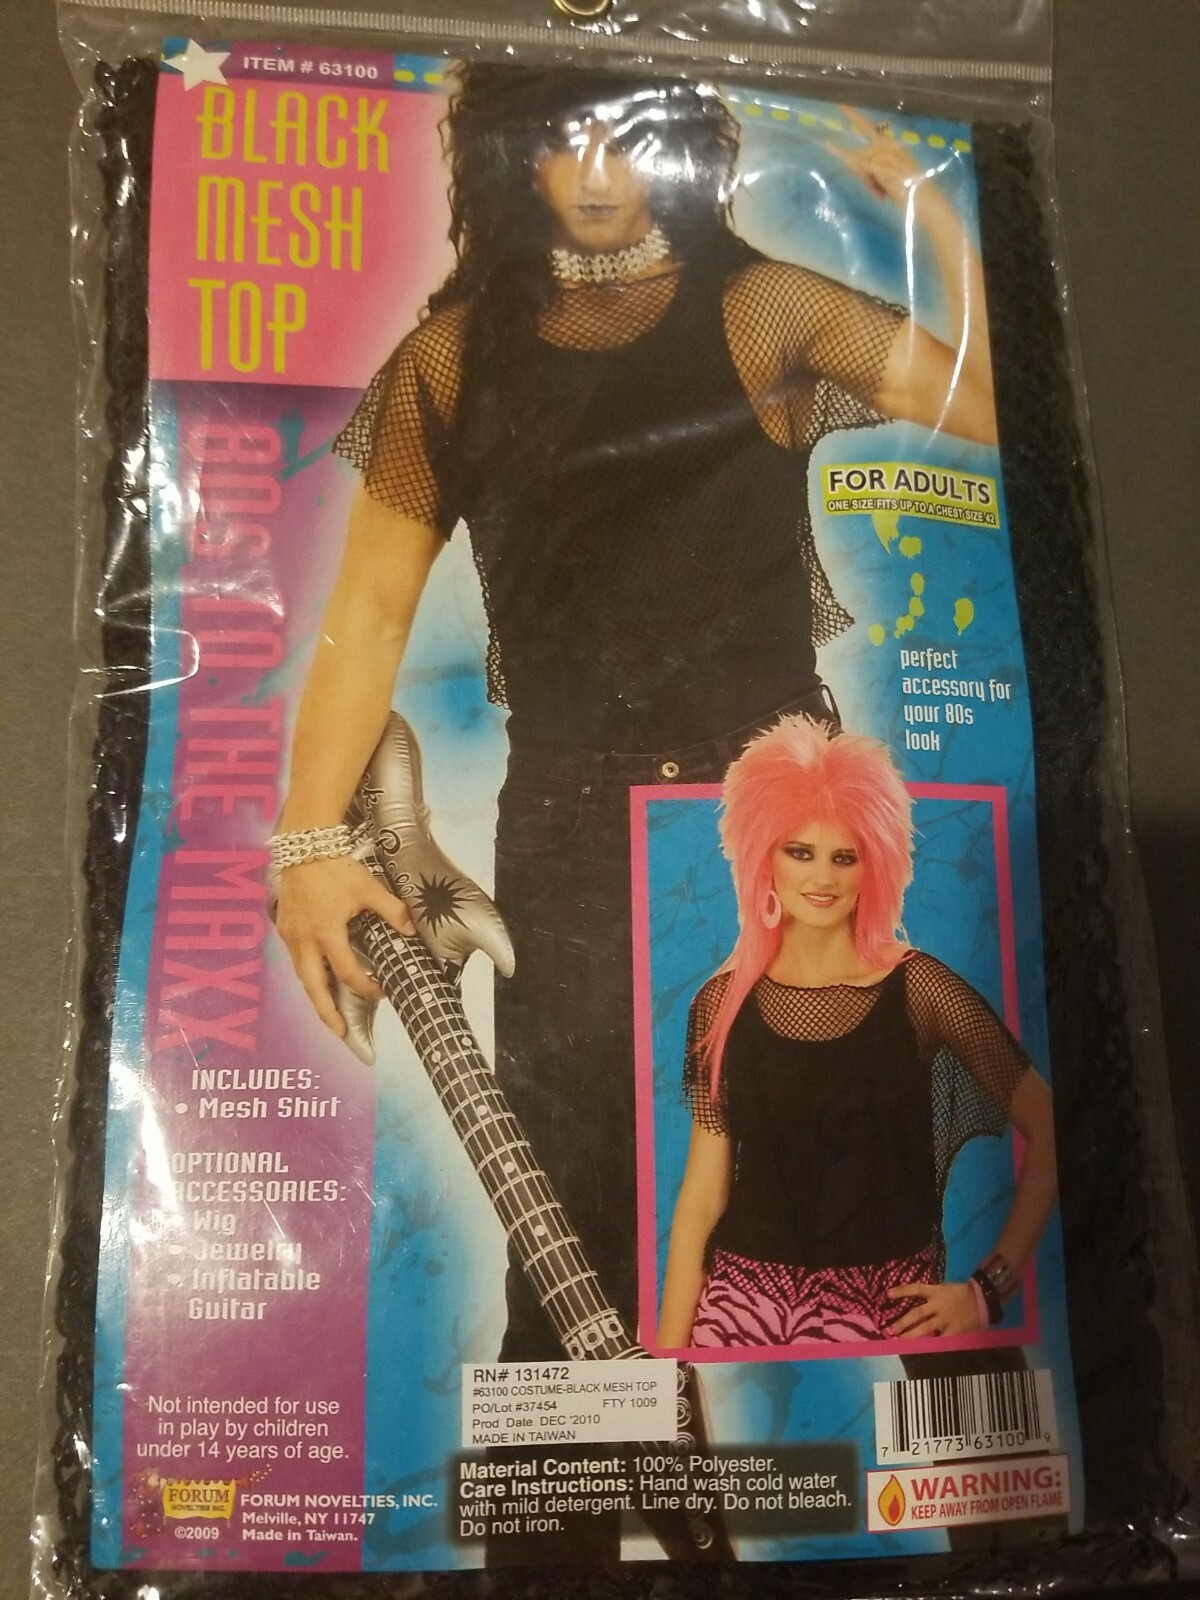 ITEM # 63100
BLACK
MESH
TOP
80S TO THE MAXX
FOR ADULTS
ONE SIZE FITS UP TO A CHEST SIZE 42
perfect
accessory for
your 80s
look
INCLUDES:
• Mesh Shirt
OPTIONAL
ACCESSORIES:
• Wig
• Jewelry
• Inflatable
Guitar
Not intended for use
in play by children
under 14 years of age.
FORUM
NOVELTIES INC.
©2009
FORUM NOVELTIES, INC.
Melville, NY 11747
Made in Taiwan.
RN# 131472
#63100 COSTUME-BLACK MESH TOP
PO/Lot #37454 FTY 1009
Prod Date DEC '2010
MADE IN TAIWAN
Material Content: 100% Polyester.
Care Instructions: Hand wash cold water
with mild detergent. Line dry. Do not bleach.
Do not iron.
7 21773 63100 9
WARNING:
KEEP AWAY FROM OPEN FLAME